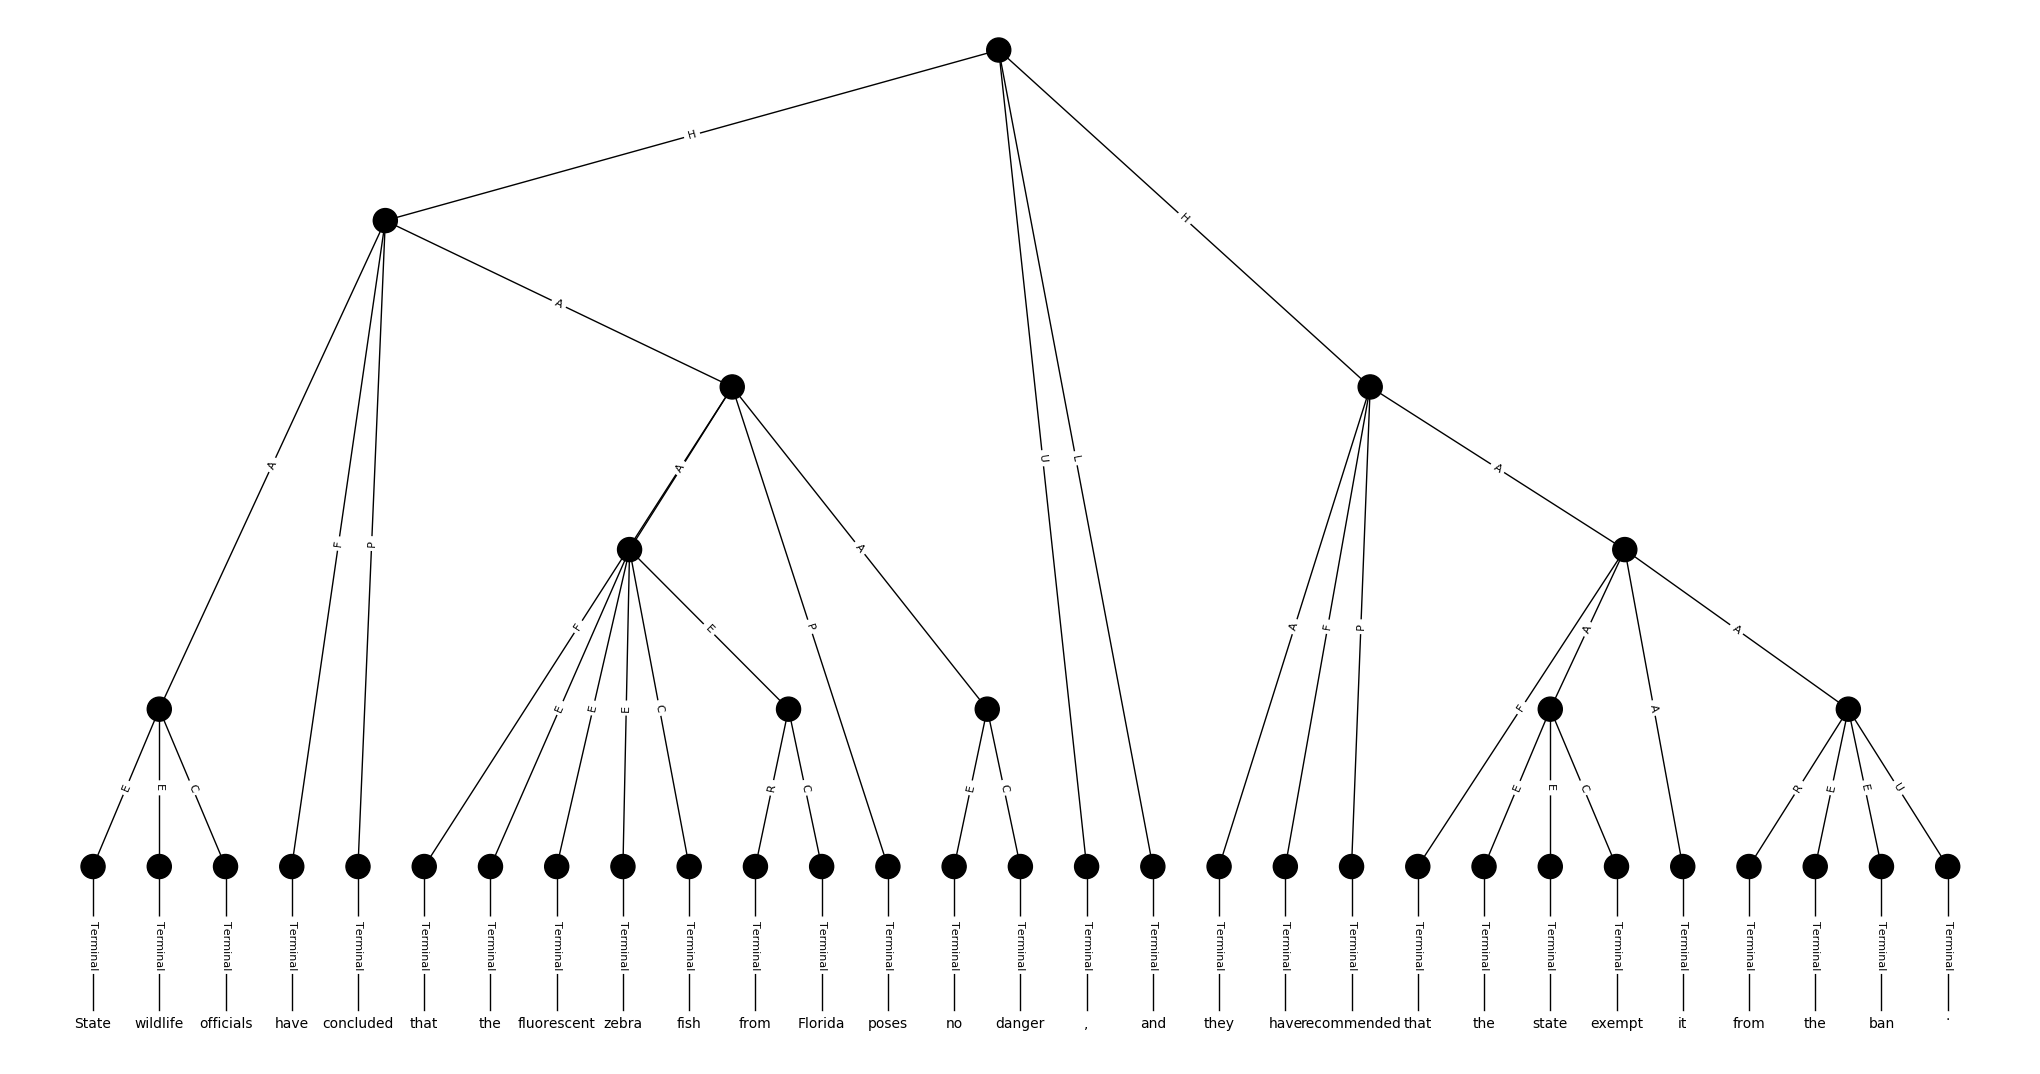 H
H
A
A
A
A
U
L
A
F
P
A
F
E
A
A
P
A
F
P
E
E
E
C
R
C
F
A
E
E
C
E
C
E
E
C
R
E
E
U
Terminal Terminal Terminal Terminal Terminal Terminal Terminal Terminal Terminal Terminal Terminal Terminal Terminal Terminal Terminal Terminal Terminal Terminal Terminal Terminal Terminal Terminal Terminal Terminal Terminal Terminal Terminal Terminal Terminal
State wildlife officials have concluded that the fluorescent zebra fish from Florida poses no danger , and they have recommended that the state exempt it from the ban .